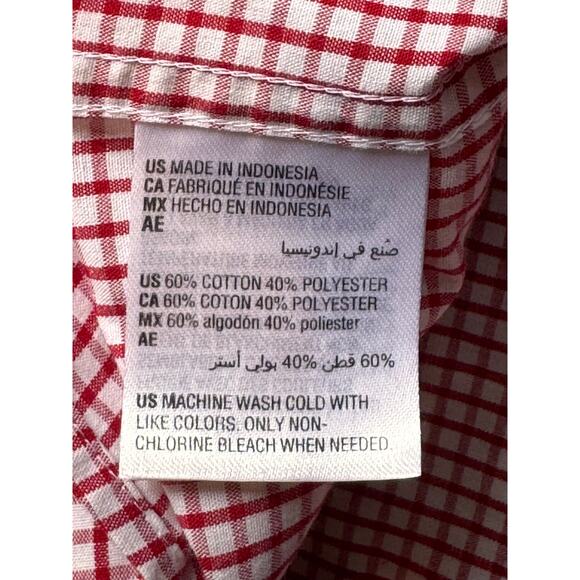 US MADE IN INDONESIA
CA FABRIQUÉ EN INDONÉSIE
MX HECHO EN INDONESIA
AE
صُنع في إندونيسيا
US 60% COTTON 40% POLYESTER
CA 60% COTON 40% POLYESTER
MX 60% algodón 40% poliester
AE
60% قطن 40% بولي أستر
US MACHINE WASH COLD WITH
LIKE COLORS. ONLY NON-
CHLORINE BLEACH WHEN NEEDED.